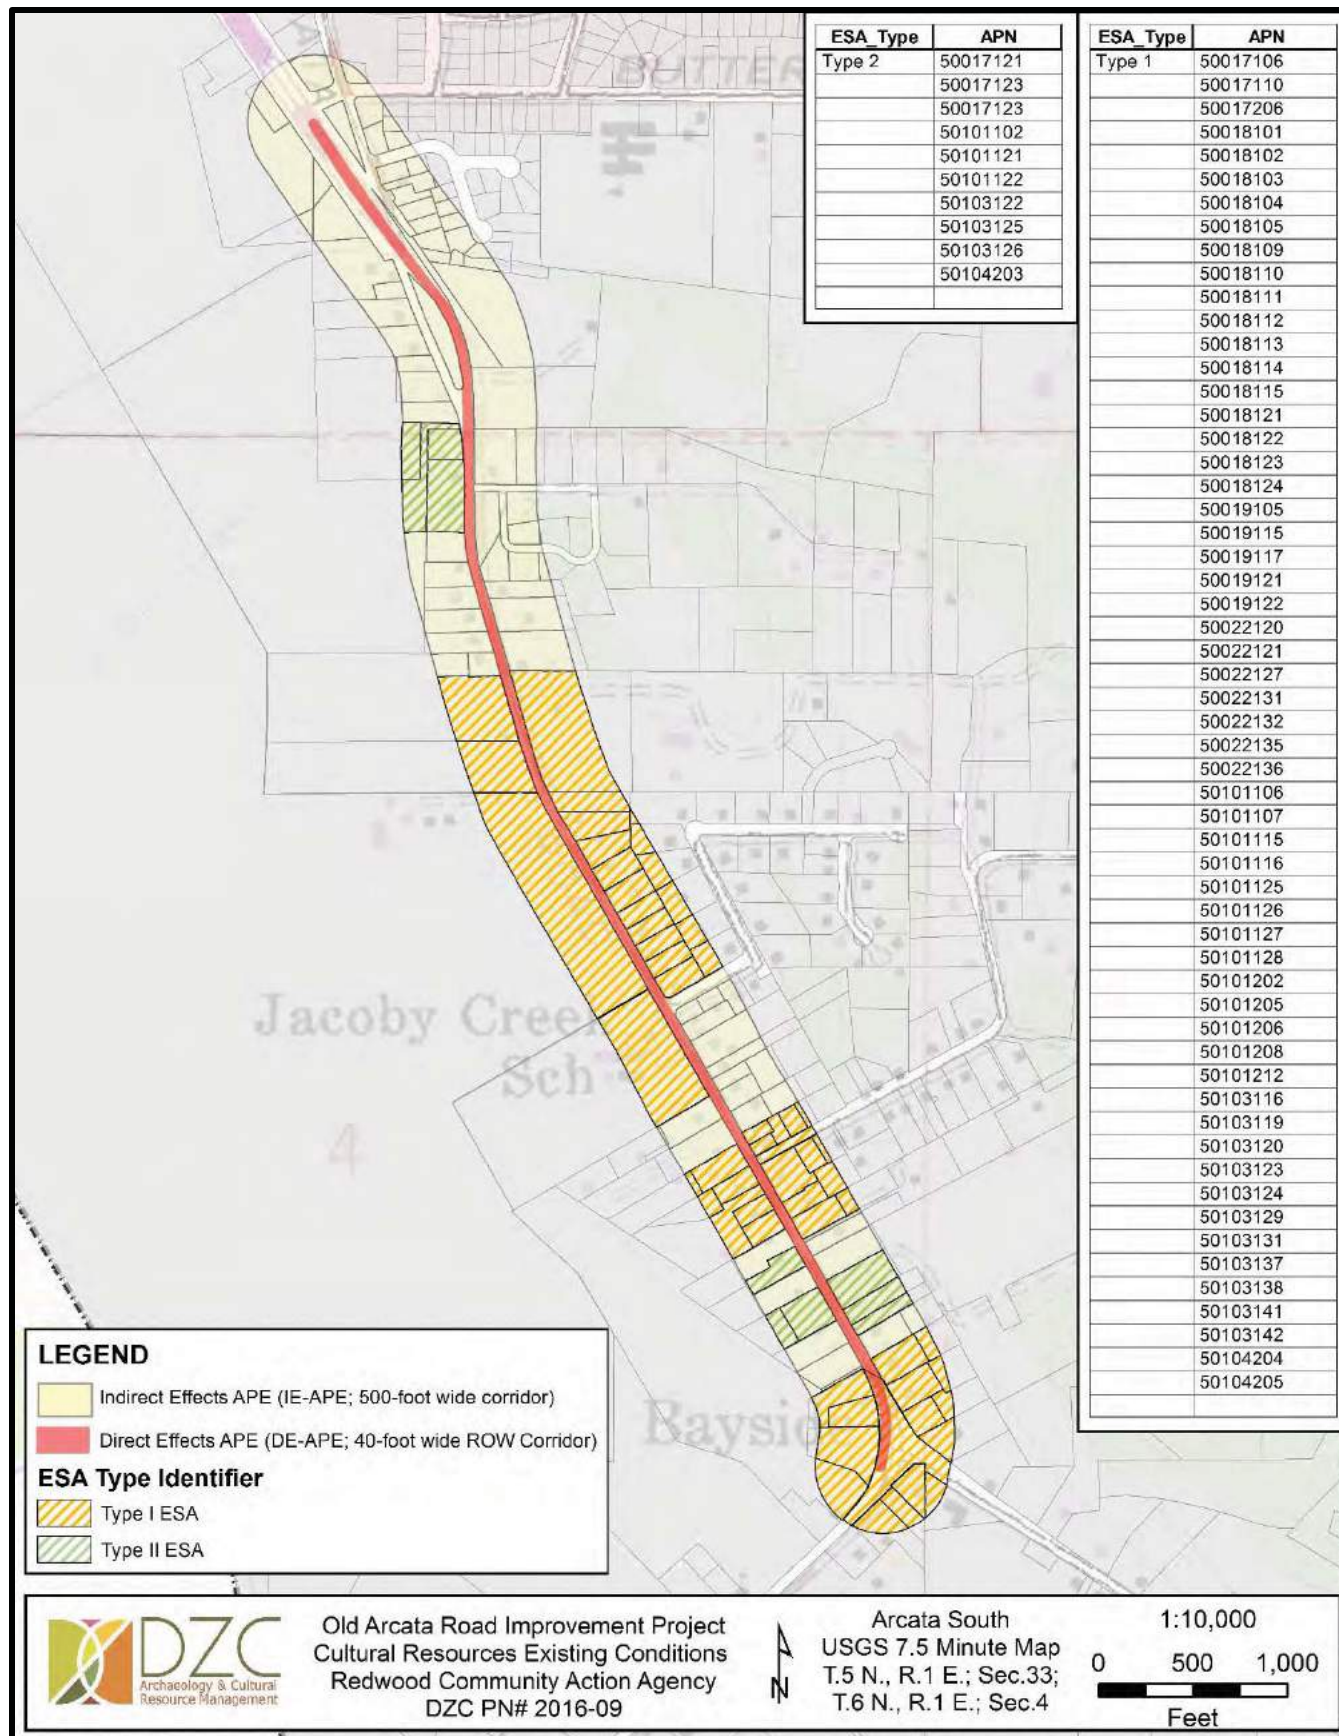 ESA_Type APN
Type 2 50017121
50017123
50017123
50101102
50101121
50101122
50103122
50103125
50103126
50104203
ESA_Type APN
Type 1 50017106
50017110
50017206
50018101
50018102
50018103
50018104
50018105
50018109
50018110
50018111
50018112
50018113
50018114
50018115
50018121
50018122
50018123
50018124
50019105
50019115
50019117
50019121
50019122
50022120
50022121
50022127
50022131
50022132
50022135
50022136
50101106
50101107
50101115
50101116
50101125
50101126
50101127
50101128
50101202
50101205
50101206
50101208
50101212
50103116
50103119
50103120
50103123
50103124
50103129
50103131
50103137
50103138
50103141
50103142
50104204
50104205
Jacoby Cree
Sch
4
LEGEND
Indirect Effects APE (IE-APE; 500-foot wide corridor)
Direct Effects APE (DE-APE; 40-foot wide ROW Corridor)
ESA Type Identifier
Type I ESA
Type II ESA
DZC
Archaeology & Cultural
Resource Management
Old Arcata Road Improvement Project
Cultural Resources Existing Conditions
Redwood Community Action Agency
DZC PN# 2016-09
N
Arcata South
USGS 7.5 Minute Map
T.5 N., R.1 E.; Sec.33;
T.6 N., R.1 E.; Sec.4
1:10,000
0 500 1,000
Feet